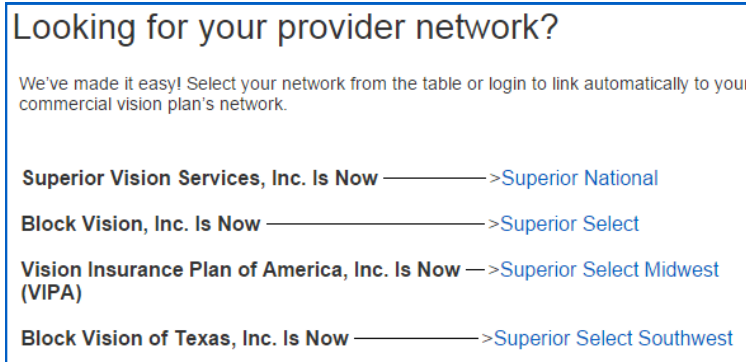 Looking for your provider network?
We've made it easy! Select your network from the table or login to link automatically to your
commercial vision plan's network.
Superior Vision Services, Inc. Is Now >Superior National
Block Vision, Inc. Is Now >Superior Select
Vision Insurance Plan of America, Inc. Is Now >Superior Select Midwest
(VIPA)
Block Vision of Texas, Inc. Is Now >Superior Select Southwest